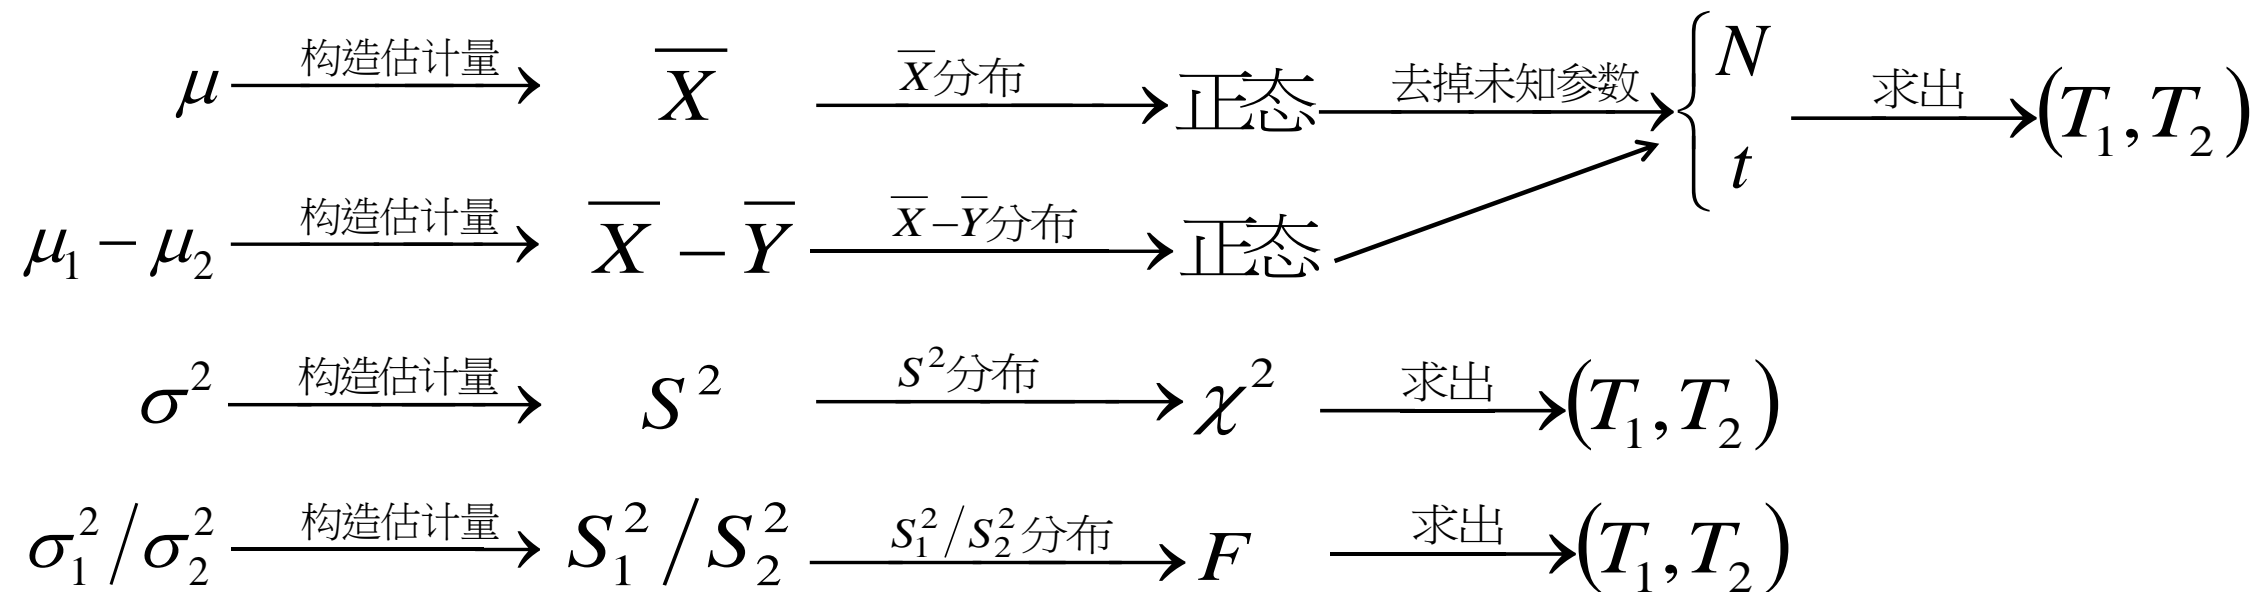 μ 构造估计量 → X̅ X̅分布 → 正态 去掉未知参数 → { N t 求出 → (T₁, T₂)
μ₁ − μ₂ 构造估计量 → X̅ − Y̅ X̅ − Y̅分布 → 正态
σ² 构造估计量 → S² S²分布 → χ² 求出 → (T₁, T₂)
σ₁²/σ₂² 构造估计量 → S₁²/S₂² S₁²/S₂²分布 → F 求出 → (T₁, T₂)